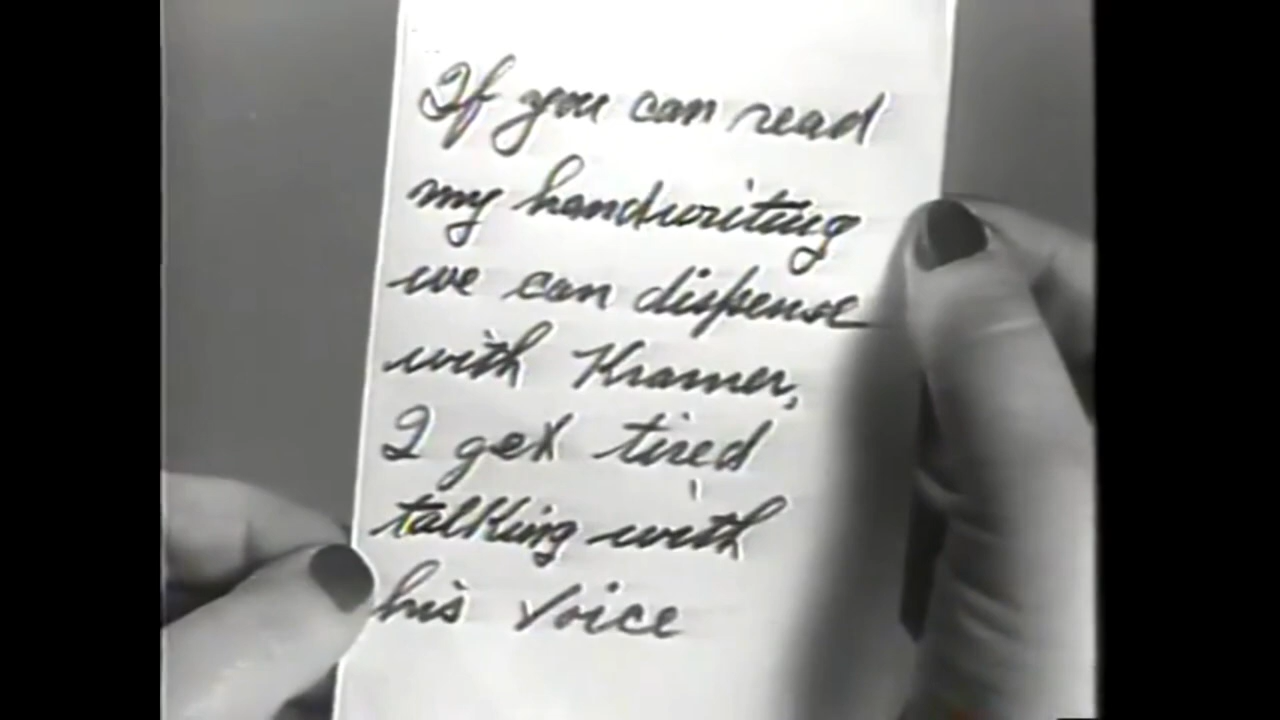 If you can read
my handwriting
we can dispense
with Kramer,
I get tired
talking with
his voice